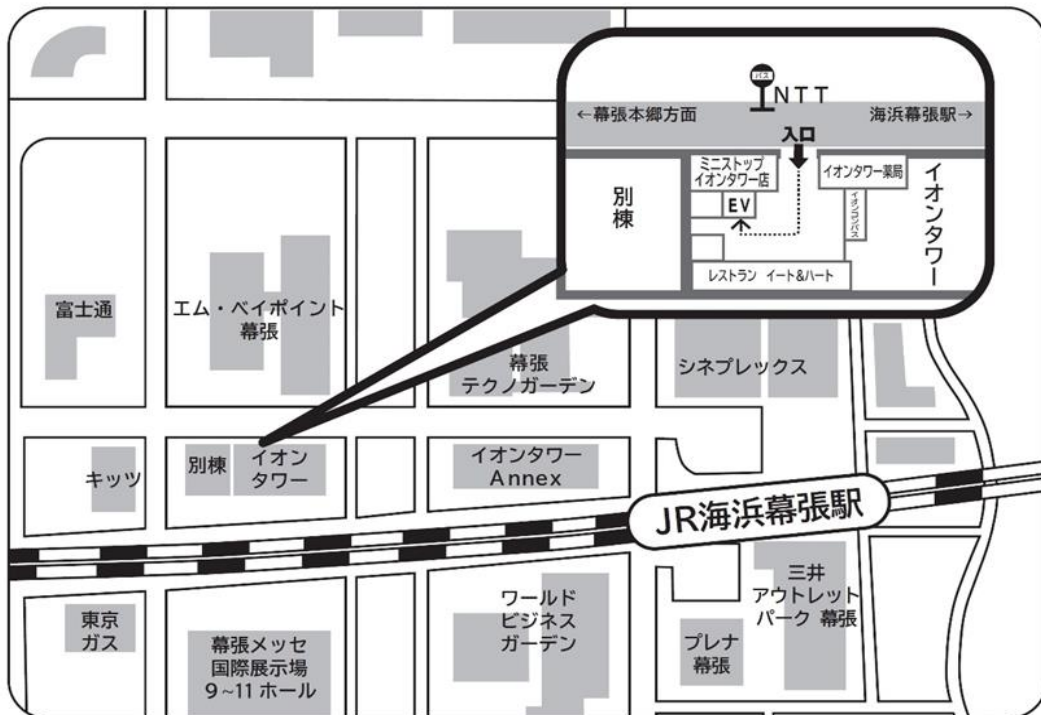 バス
NTT
←幕張本郷方面
海浜幕張駅→
入口
ミニストップ
イオンタワー店
イオンタワー薬局
別棟
EV
イオンコンパス
イオンタワー
レストラン イート&ハート
富士通
エム・ベイポイント
幕張
幕張
テクノガーデン
シネプレックス
キッツ
別棟
イオン
タワー
イオンタワー
Annex
JR海浜幕張駅
東京
ガス
幕張メッセ
国際展示場
9~11ホール
ワールド
ビジネス
ガーデン
プレナ
幕張
三井
アウトレット
パーク 幕張